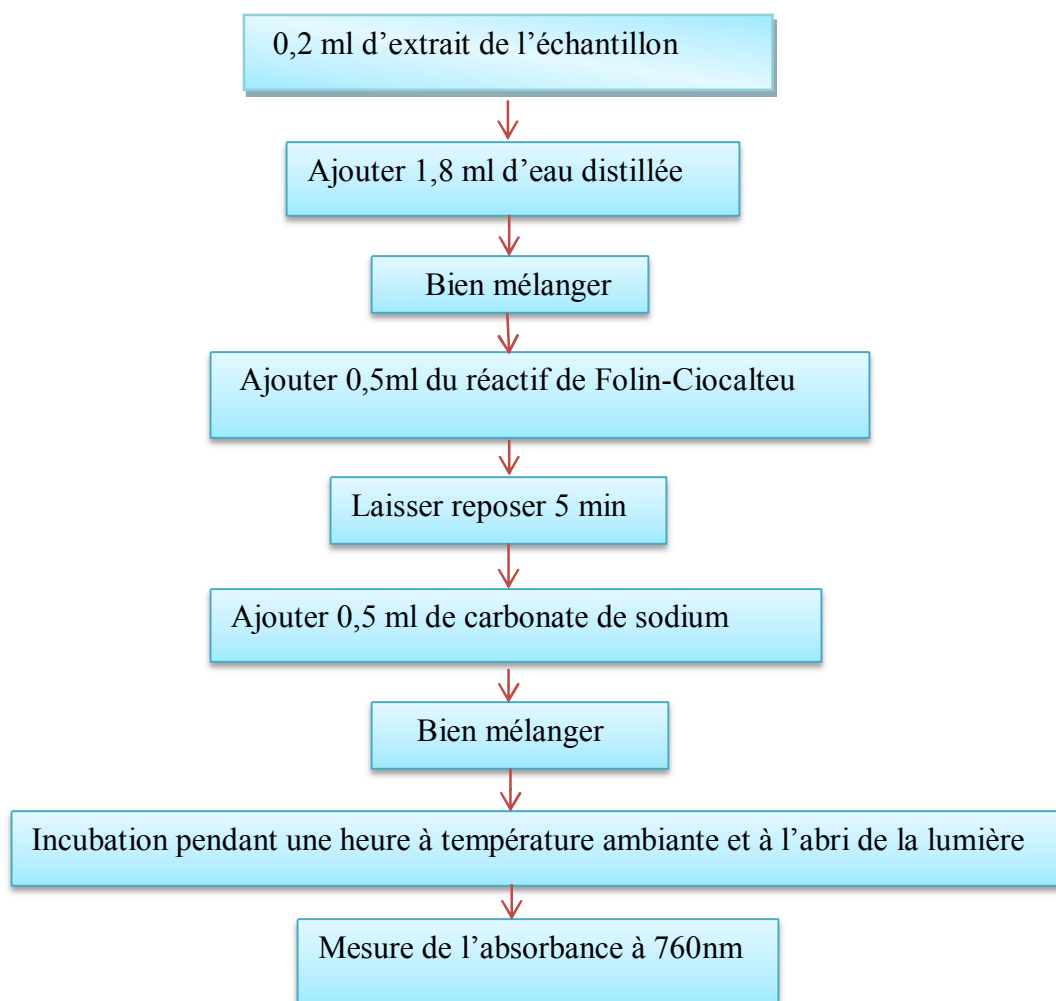 0,2 ml d’extrait de l’échantillon
Ajouter 1,8 ml d’eau distillée
Bien mélanger
Ajouter 0,5ml du réactif de Folin-Ciocalteu
Laisser reposer 5 min
Ajouter 0,5 ml de carbonate de sodium
Bien mélanger
Incubation pendant une heure à température ambiante et à l’abri de la lumière
Mesure de l’absorbance à 760nm